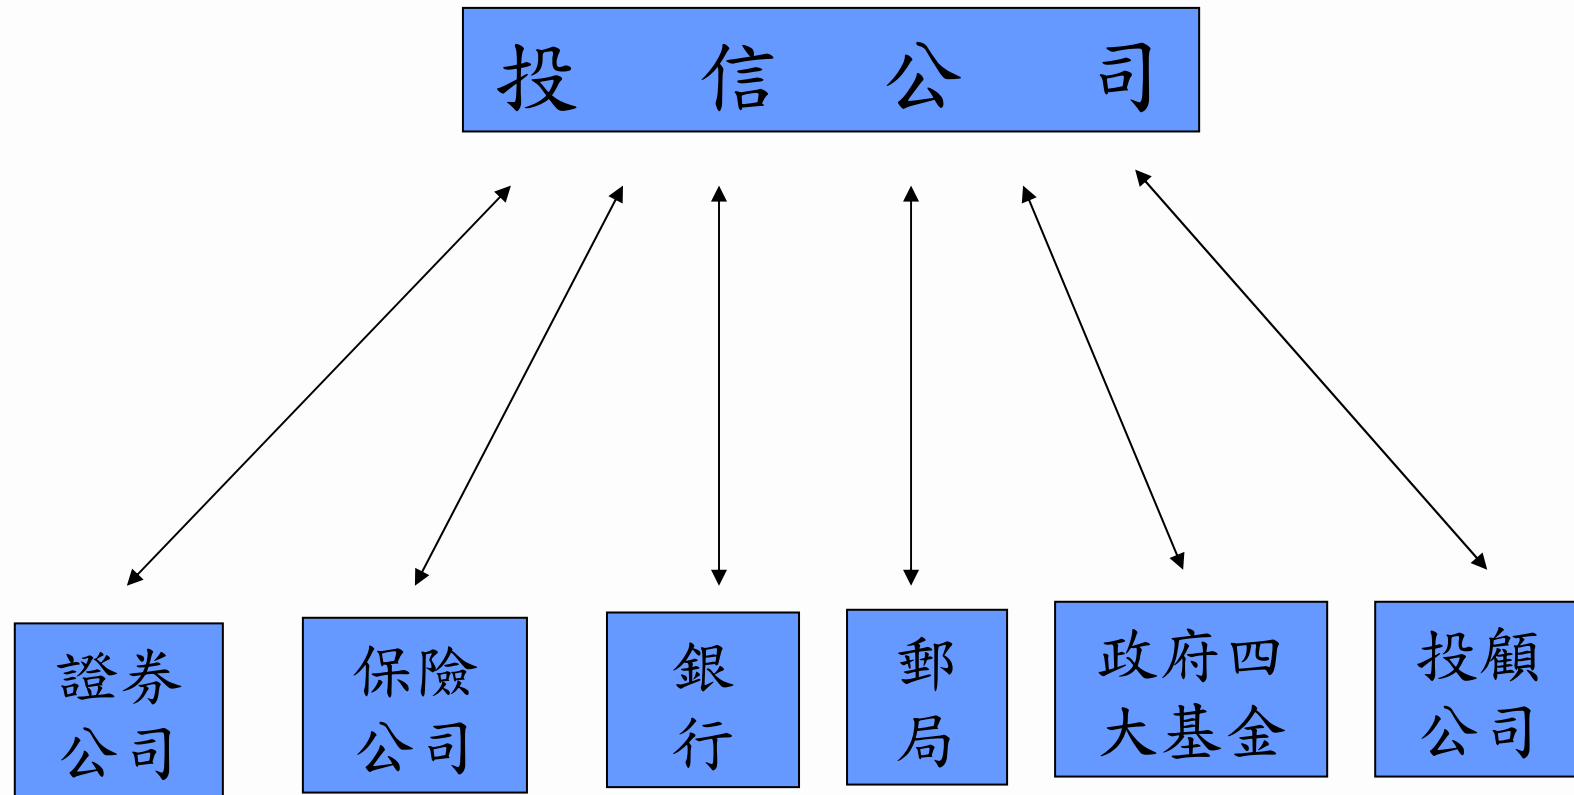 投信公司
證券
公司
保險
公司
銀
行
郵
局
政府四
大基金
投顧
公司